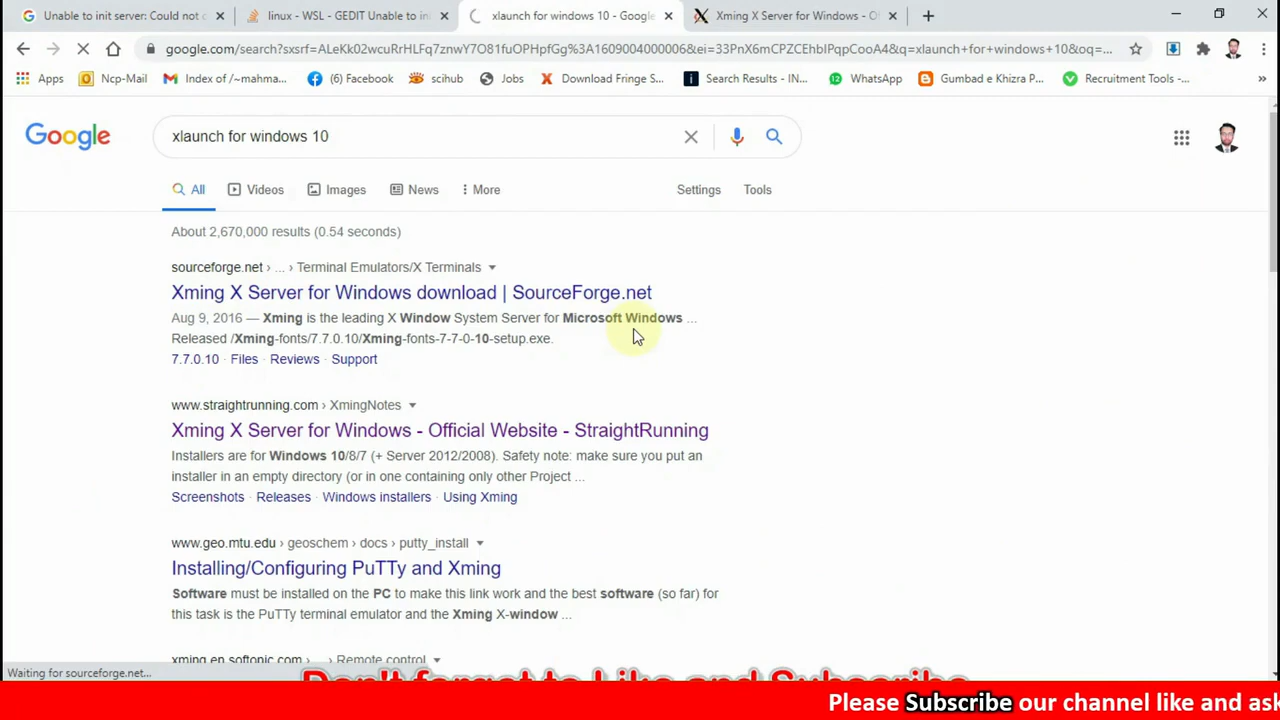 Unable to init server: Could not c
linux - WSL - GEDIT Unable to ini
xlaunch for windows 10 - Google
Xming X Server for Windows - Of
google.com/search?sxsrf=ALeKk02wcuRrHLFq7znwY7O81fuOPHpfGg%3A1609004000006&ei=33PnX6mCPZCEhbIPqpCooA4&q=xlaunch+for+windows+10&oq=...
Apps
Ncp-Mail
Index of /~mahma...
(6) Facebook
scihub
Jobs
Download Fringe S...
Search Results - IN...
WhatsApp
Gumbad e Khizra P...
Recruitment Tools -...
Google
xlaunch for windows 10
All
Videos
Images
News
More
Settings
Tools
About 2,670,000 results (0.54 seconds)
sourceforge.net › ... › Terminal Emulators/X Terminals
Xming X Server for Windows download | SourceForge.net
Aug 9, 2016 — Xming is the leading X Window System Server for Microsoft Windows ...
Released /Xming-fonts/7.7.0.10/Xming-fonts-7-7-0-10-setup.exe.
7.7.0.10 · Files · Reviews · Support
www.straightrunning.com › XmingNotes
Xming X Server for Windows - Official Website - StraightRunning
Installers are for Windows 10/8/7 (+ Server 2012/2008). Safety note: make sure you put an
installer in an empty directory (or in one containing only other Project ...
Screenshots · Releases · Windows installers · Using Xming
www.geo.mtu.edu › geoschem › docs › putty_install
Installing/Configuring PuTTy and Xming
Software must be installed on the PC to make this link work and the best software (so far) for
this task is the PuTTy terminal emulator and the Xming X-window ...
xming.en.softonic.com › ... › Remote control
Waiting for sourceforge.net...
Don't forget to Like and Subscribe
Please Subscribe our channel like and ask